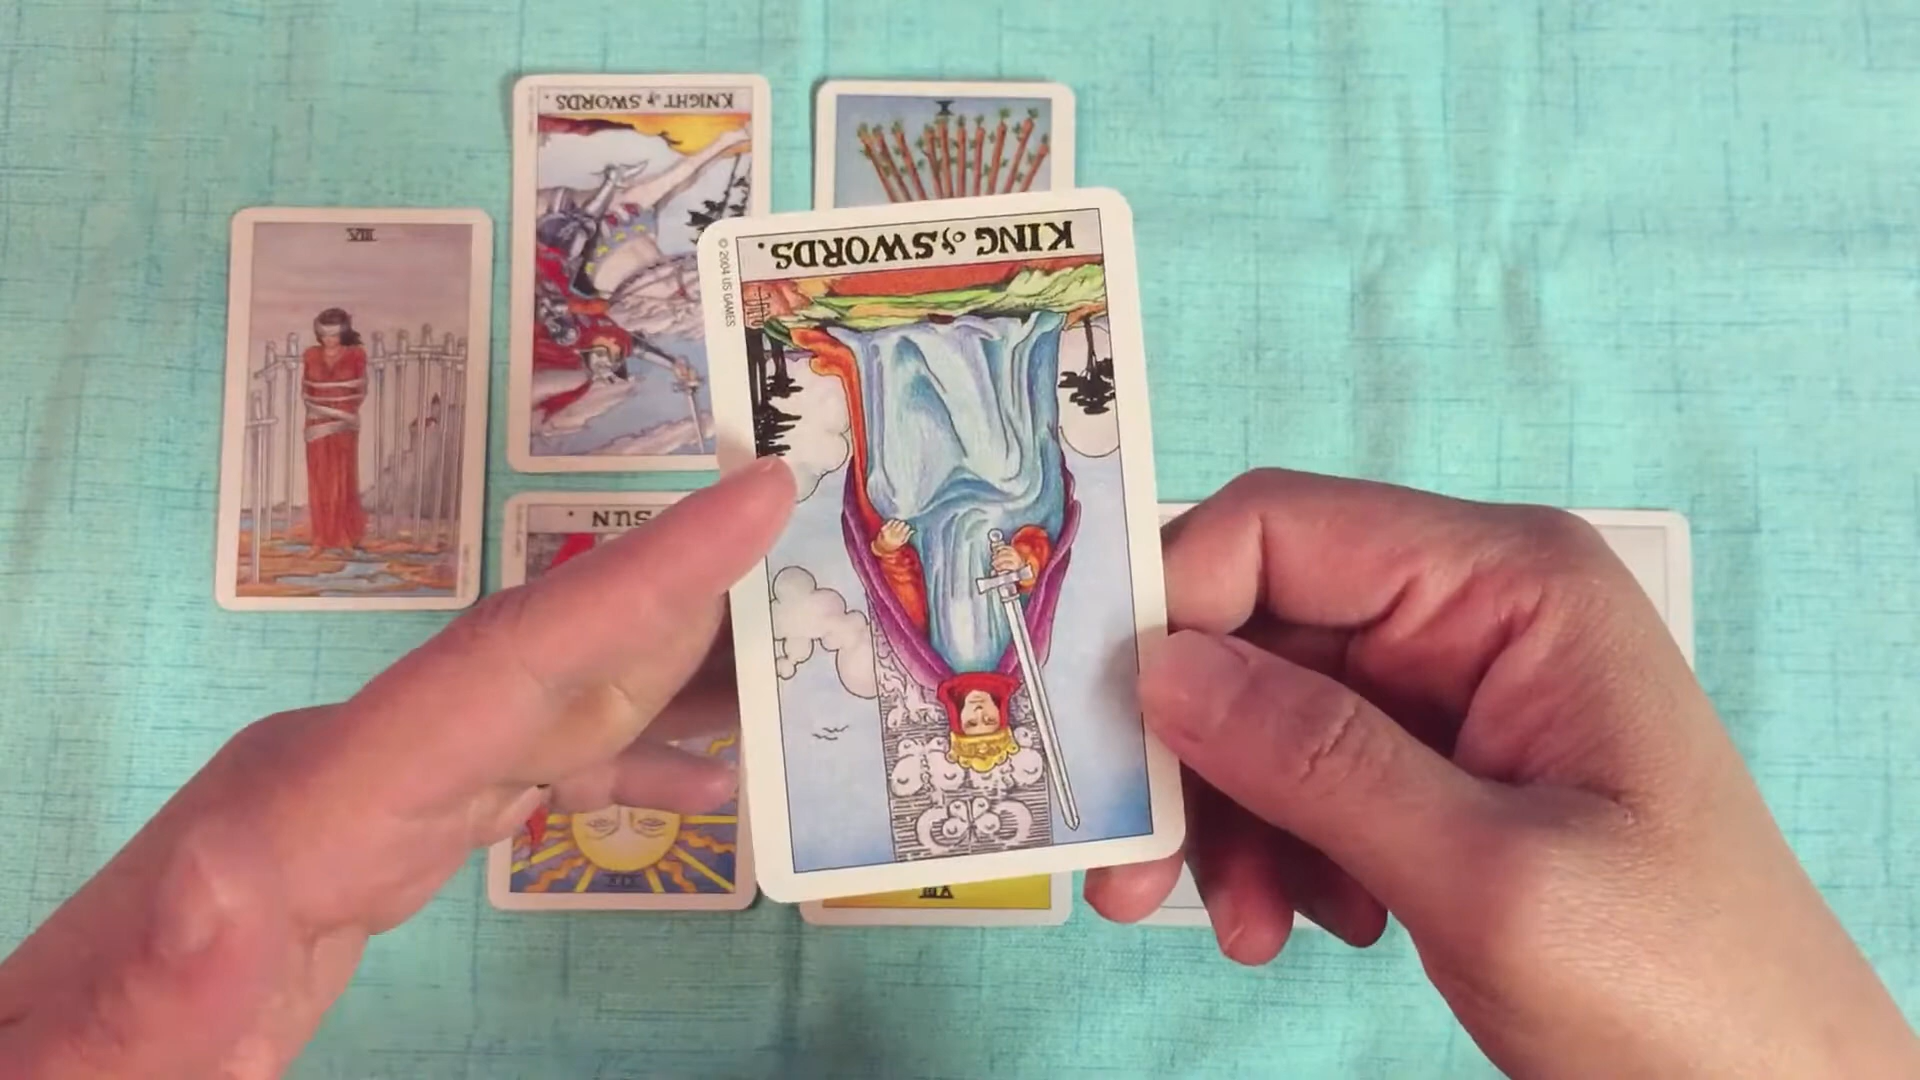 KNIGHT of SWORDS.
X
VIII
KING of SWORDS.
© 2004 US GAMES
SUN.
XIX
VII